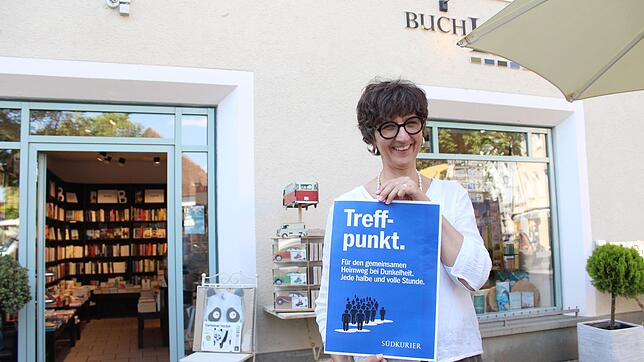 BUCH
Treff-
punkt.
Für den gemeinsamen
Heimweg bei Dunkelheit.
Jede halbe und volle Stunde.
SÜDKURIER